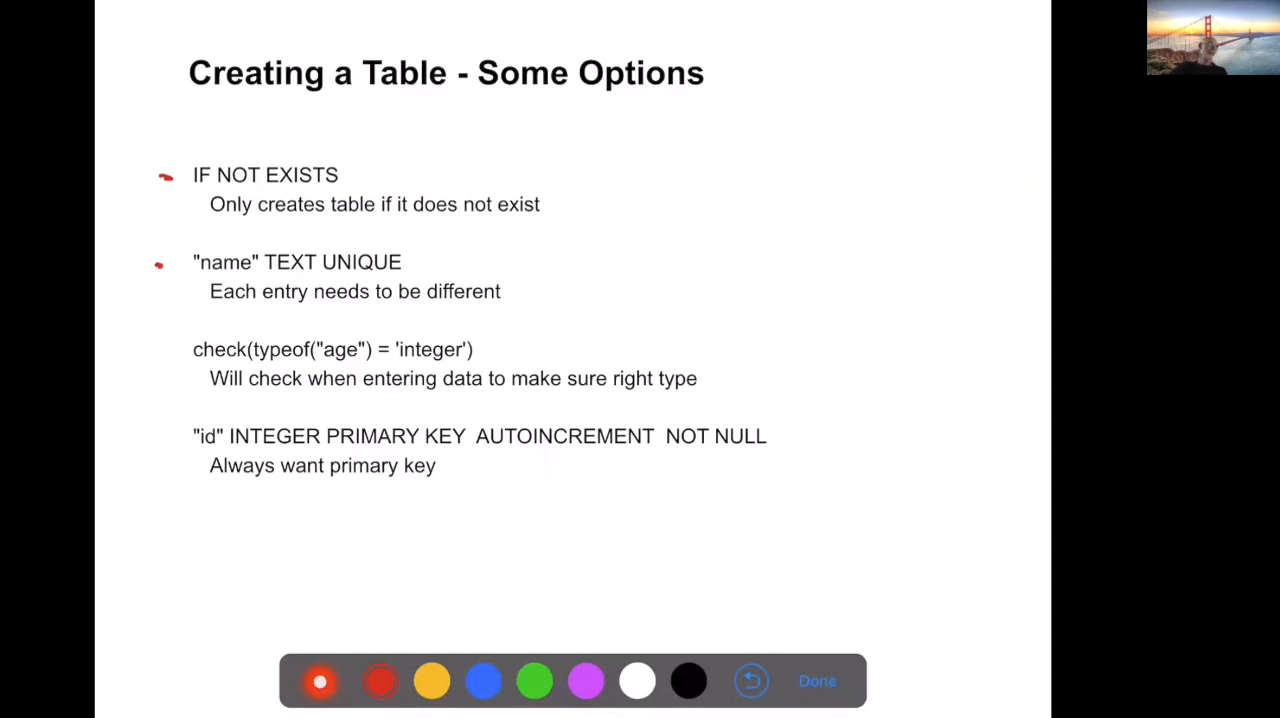 Creating a Table - Some Options
IF NOT EXISTS
Only creates table if it does not exist
"name" TEXT UNIQUE
Each entry needs to be different
check(typeof("age") = 'integer')
Will check when entering data to make sure right type
"id" INTEGER PRIMARY KEY AUTOINCREMENT NOT NULL
Always want primary key
Done